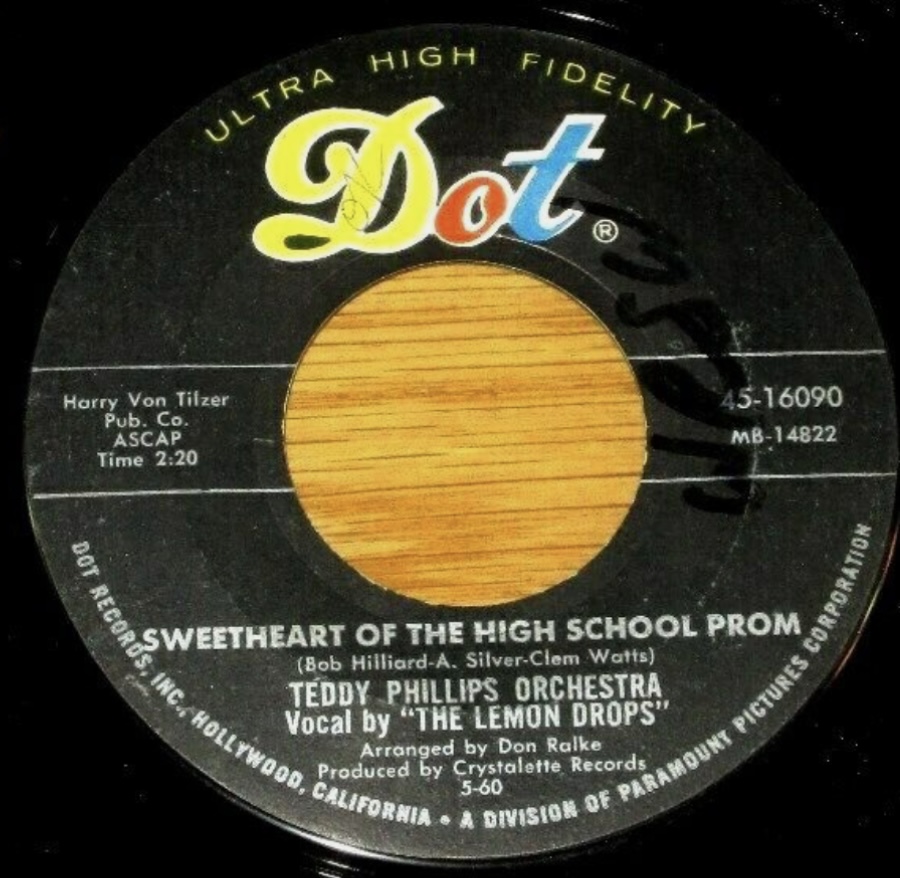 ULTRA HIGH FIDELITY
Dot®
Harry Von Tilzer
Pub. Co.
ASCAP
Time 2:20
45-16090
MB-14822
SWEETHEART OF THE HIGH SCHOOL PROM
(Bob Hilliard-A. Silver-Clem Watts)
TEDDY PHILLIPS ORCHESTRA
Vocal by "THE LEMON DROPS"
Arranged by Don Ralke
Produced by Crystalette Records
5-60
DOT RECORDS, INC., HOLLYWOOD, CALIFORNIA • A DIVISION OF PARAMOUNT PICTURES CORPORATION